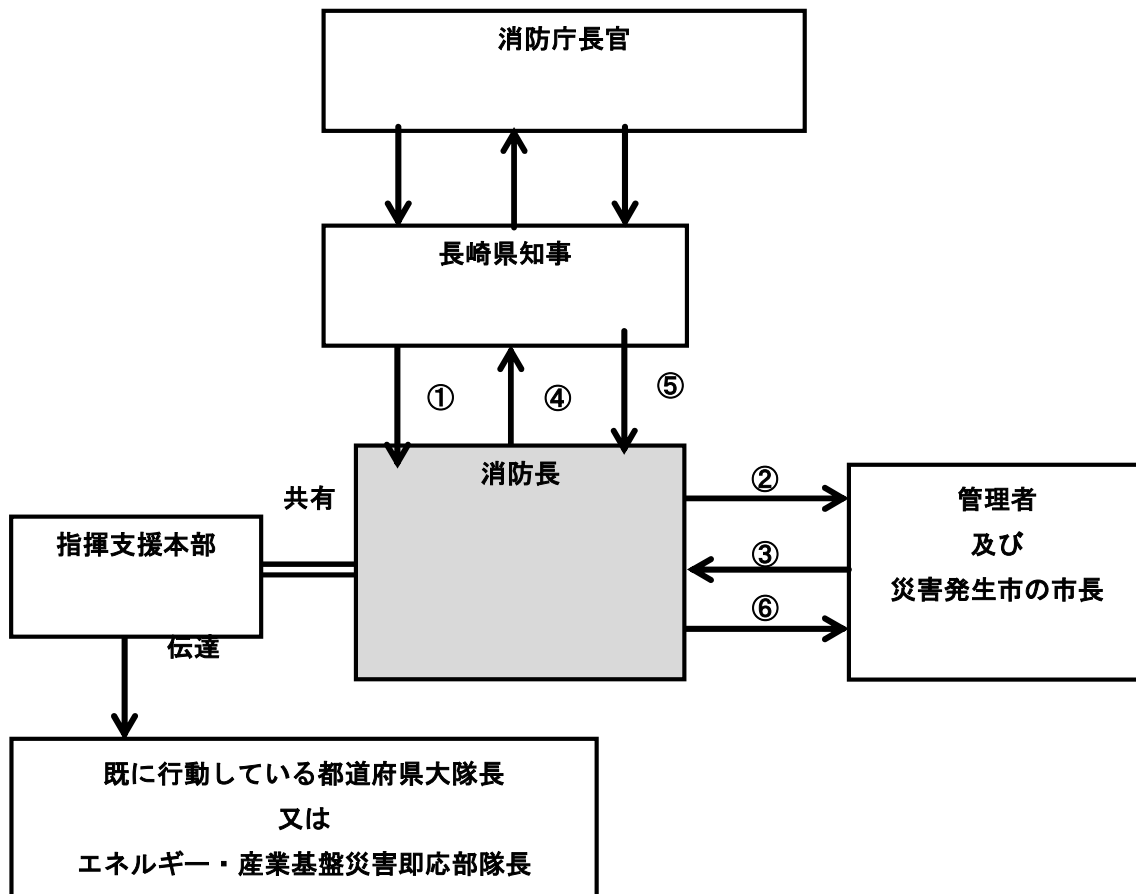 消防庁長官
長崎県知事
①
④
⑤
消防長
共有
指揮支援本部
伝達
②
③
⑥
管理者
及び
災害発生市の市長
既に行動している都道府県大隊長
又は
エネルギー・産業基盤災害即応部隊長